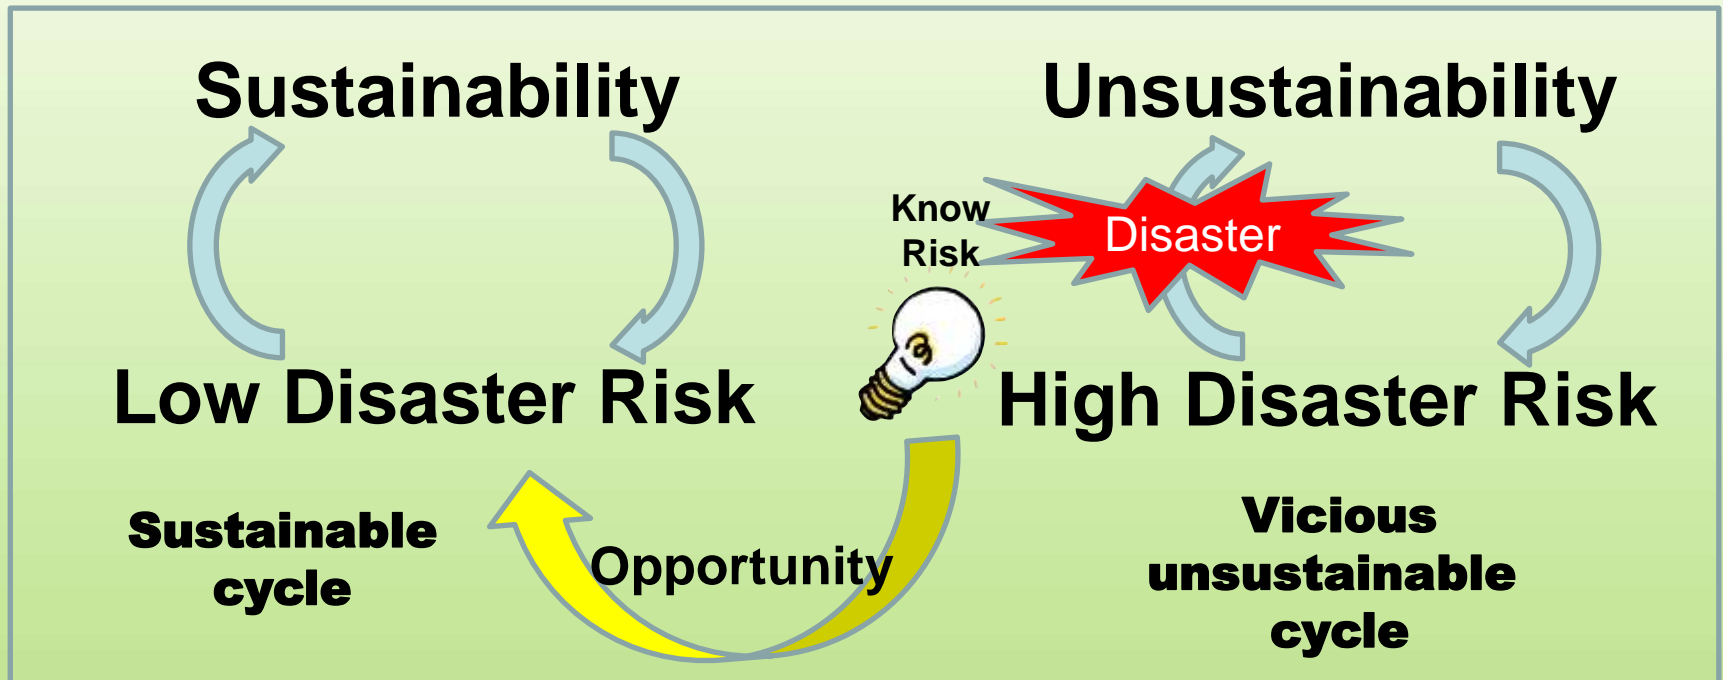 Sustainability
Low Disaster Risk
Sustainable
cycle
Unsustainability
Know
Risk
Disaster
High Disaster Risk
Opportunity
Vicious
unsustainable
cycle